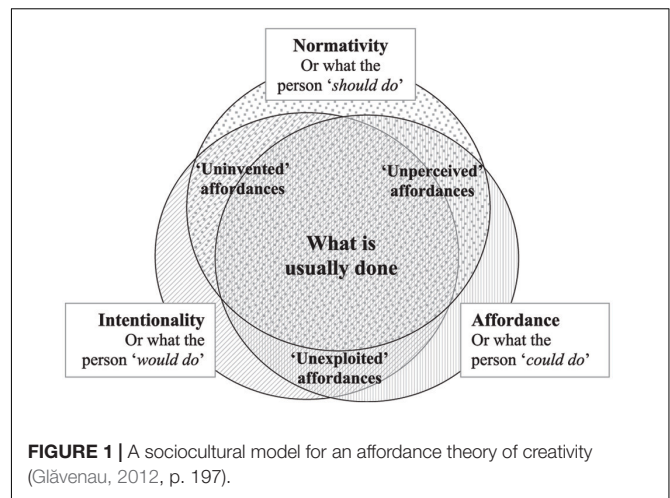 Normativity
Or what the
person ‘should do’
‘Uninvented’
affordances
‘Unperceived’
affordances
What is
usually done
Intentionality
Or what the
person ‘would do’
Affordance
Or what the
person ‘could do’
‘Unexploited’
affordances
FIGURE 1 | A sociocultural model for an affordance theory of creativity
(Glăvenau, 2012, p. 197).